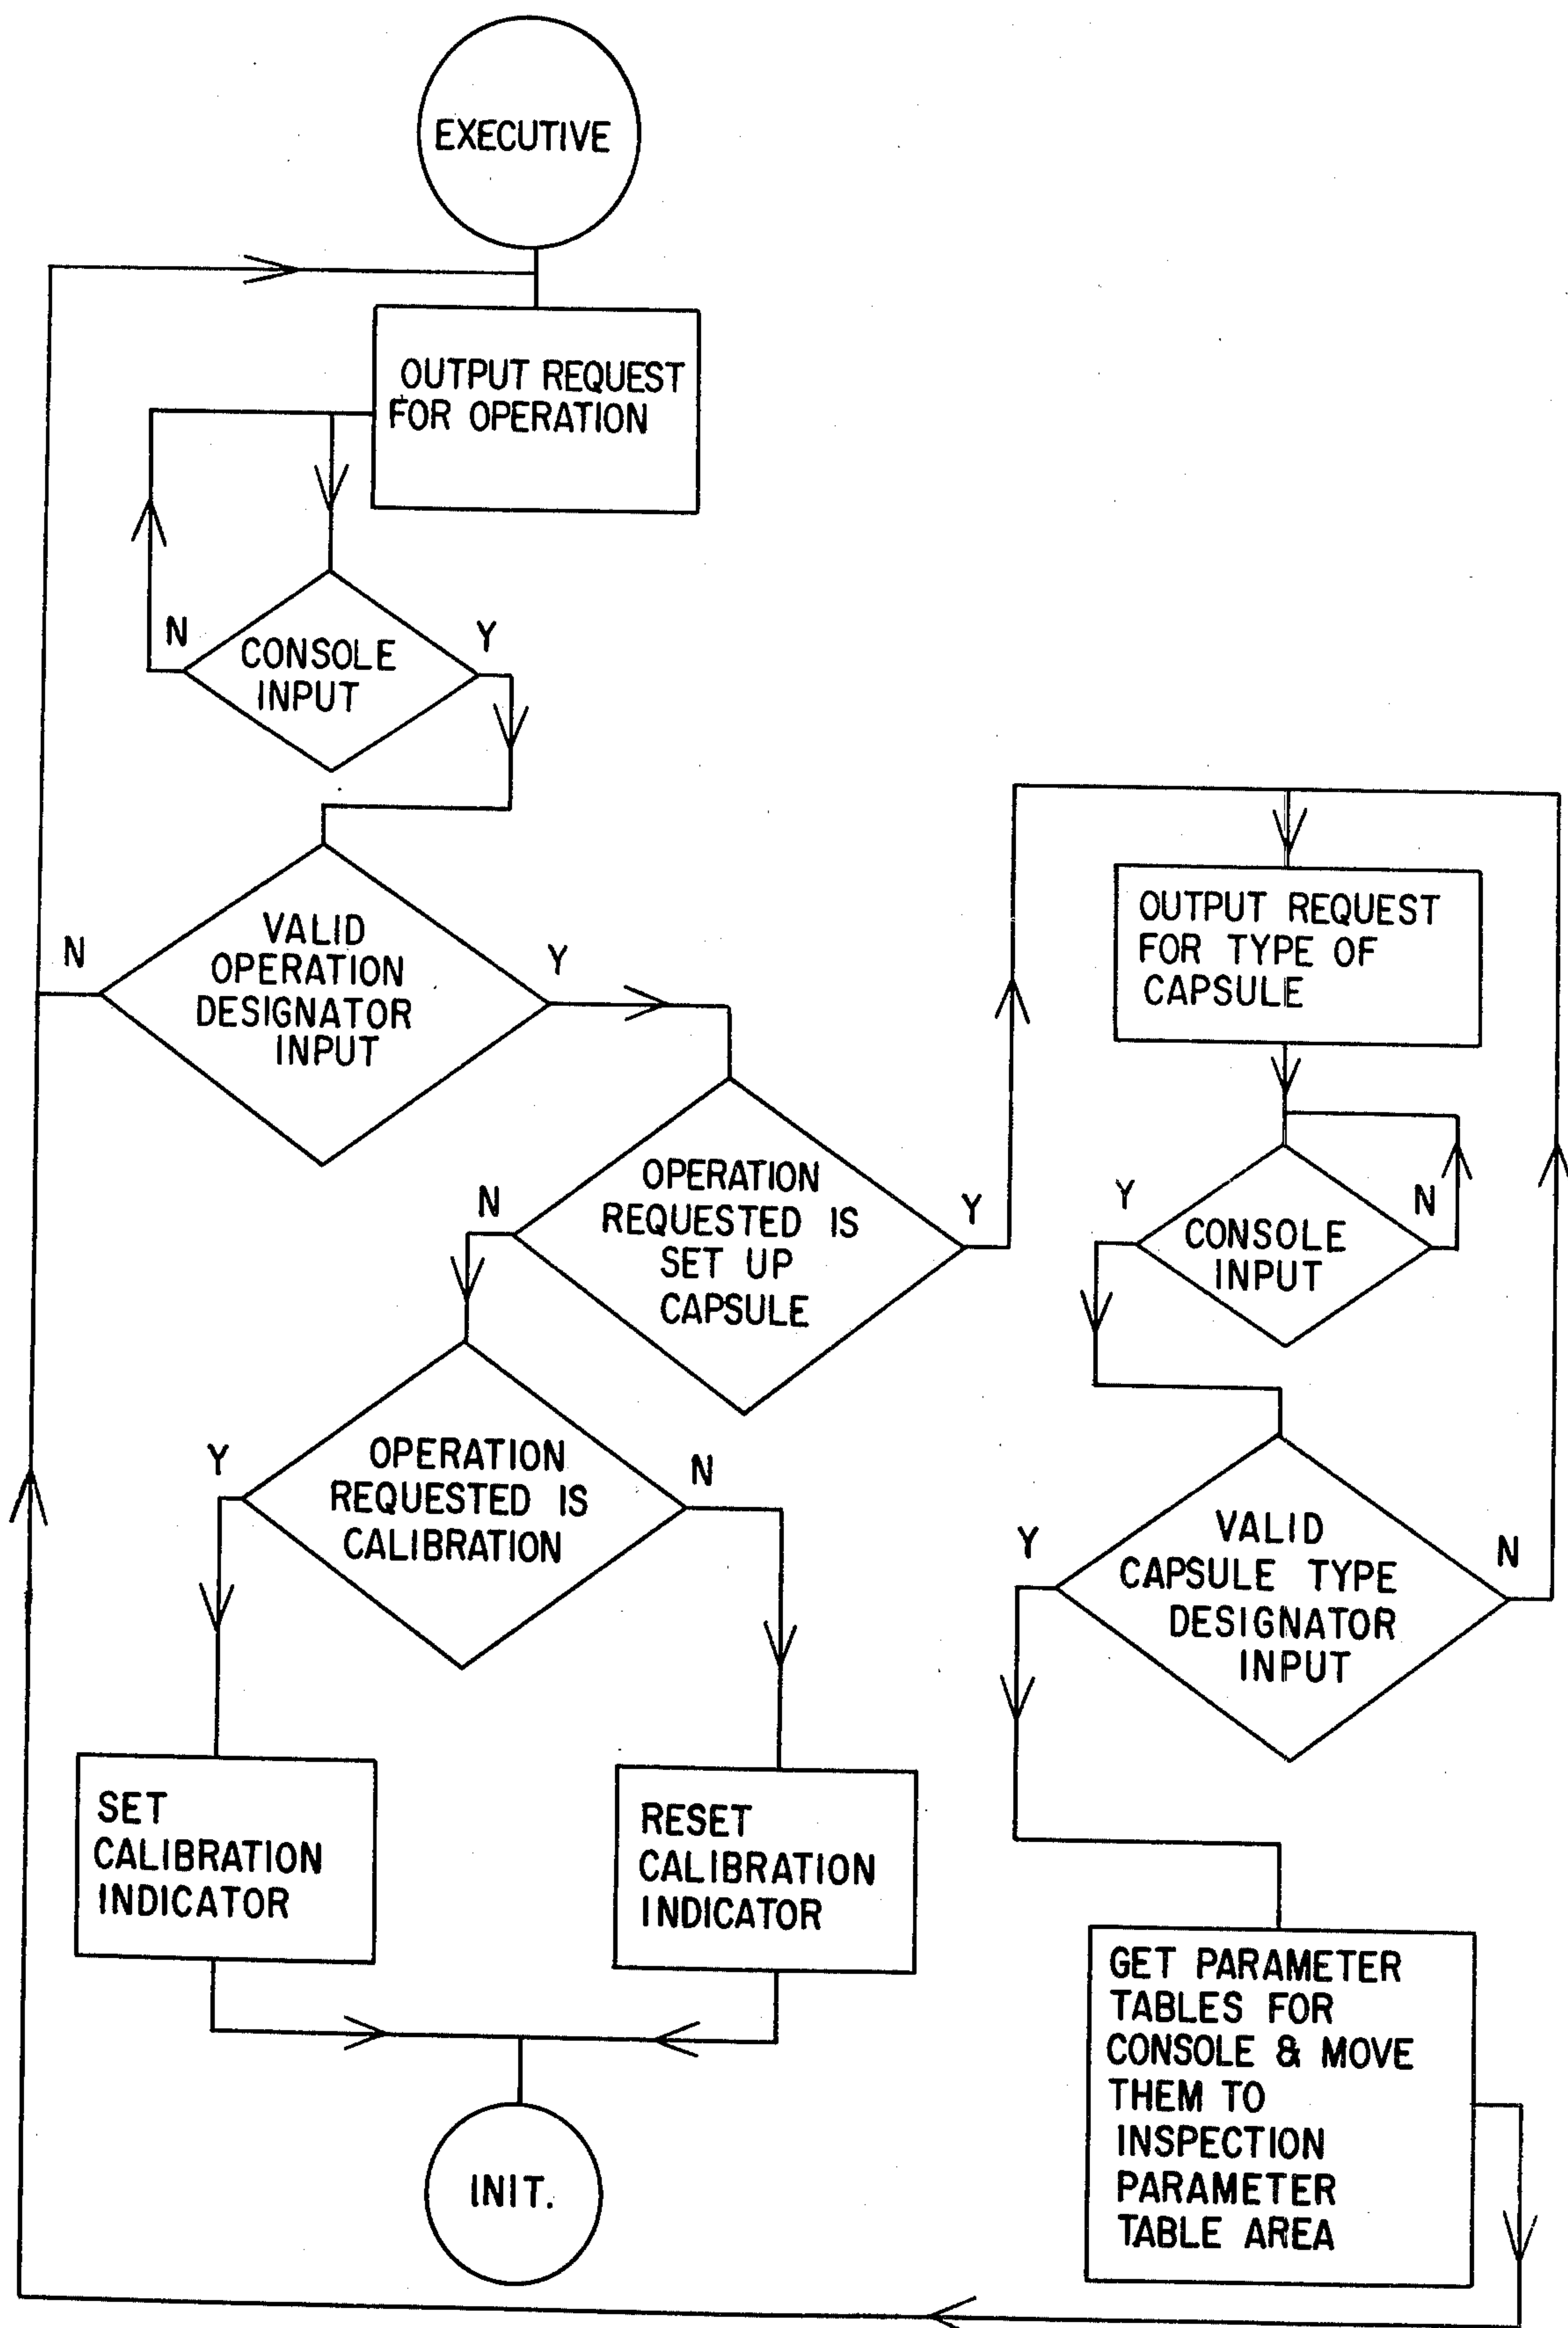 EXECUTIVE
OUTPUT REQUEST
FOR OPERATION
N
Y
CONSOLE
INPUT
N
Y
VALID
OPERATION
DESIGNATOR
INPUT
N
Y
OPERATION
REQUESTED IS
SET UP
CAPSULE
Y
N
OPERATION
REQUESTED IS
CALIBRATION
SET
CALIBRATION
INDICATOR
RESET
CALIBRATION
INDICATOR
INIT.
OUTPUT REQUEST
FOR TYPE OF
CAPSULE
Y
N
CONSOLE
INPUT
Y
N
VALID
CAPSULE TYPE
DESIGNATOR
INPUT
GET PARAMETER
TABLES FOR
CONSOLE & MOVE
THEM TO
INSPECTION
PARAMETER
TABLE AREA